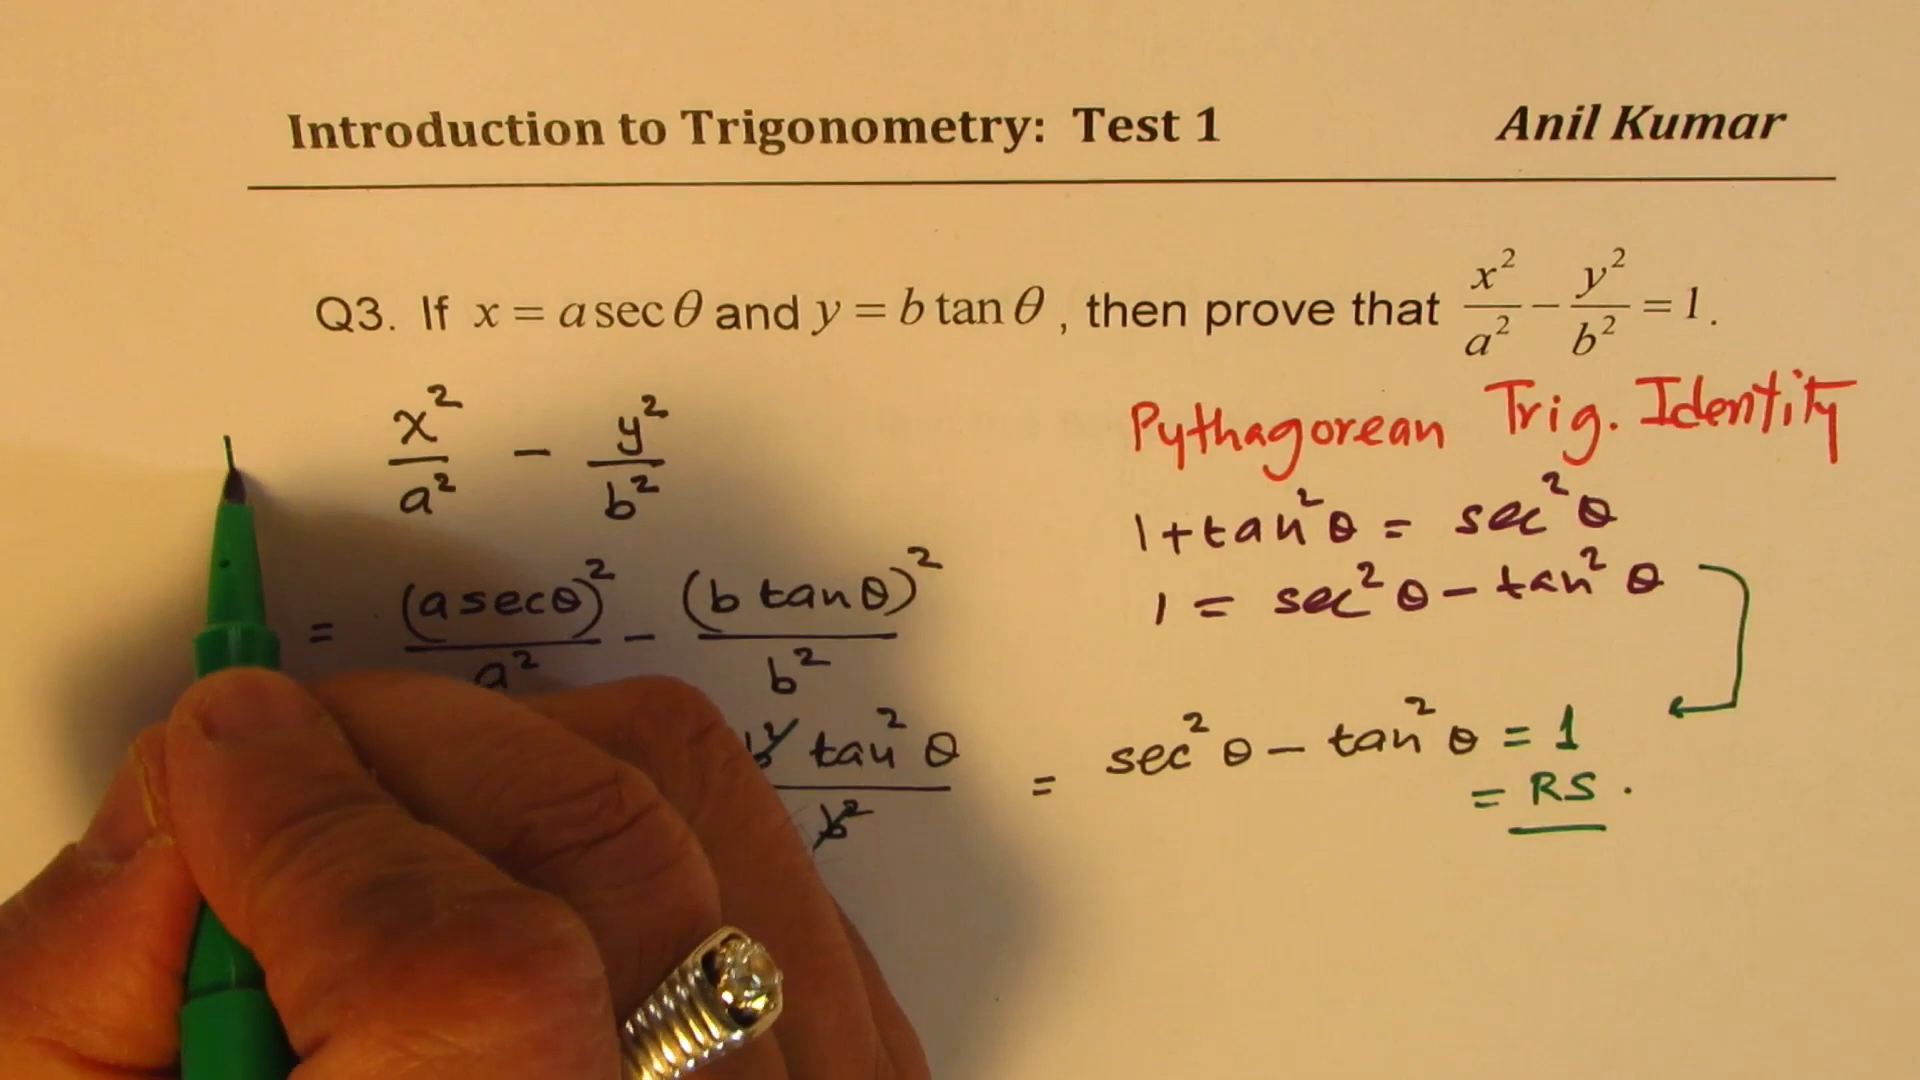 Introduction to Trigonometry: Test 1 Anil Kumar
Q3. If x = a sec θ and y = b tan θ , then prove that x²/a² − y²/b² = 1.
x²/a² − y²/b²
= (a secθ)²/a² − (b tanθ)²/b²
b² tan²θ/b² = sec²θ − tan²θ = 1
= RS.
Pythagorean Trig. Identity
1+tan²θ = sec²θ
1 = sec²θ − tan²θ